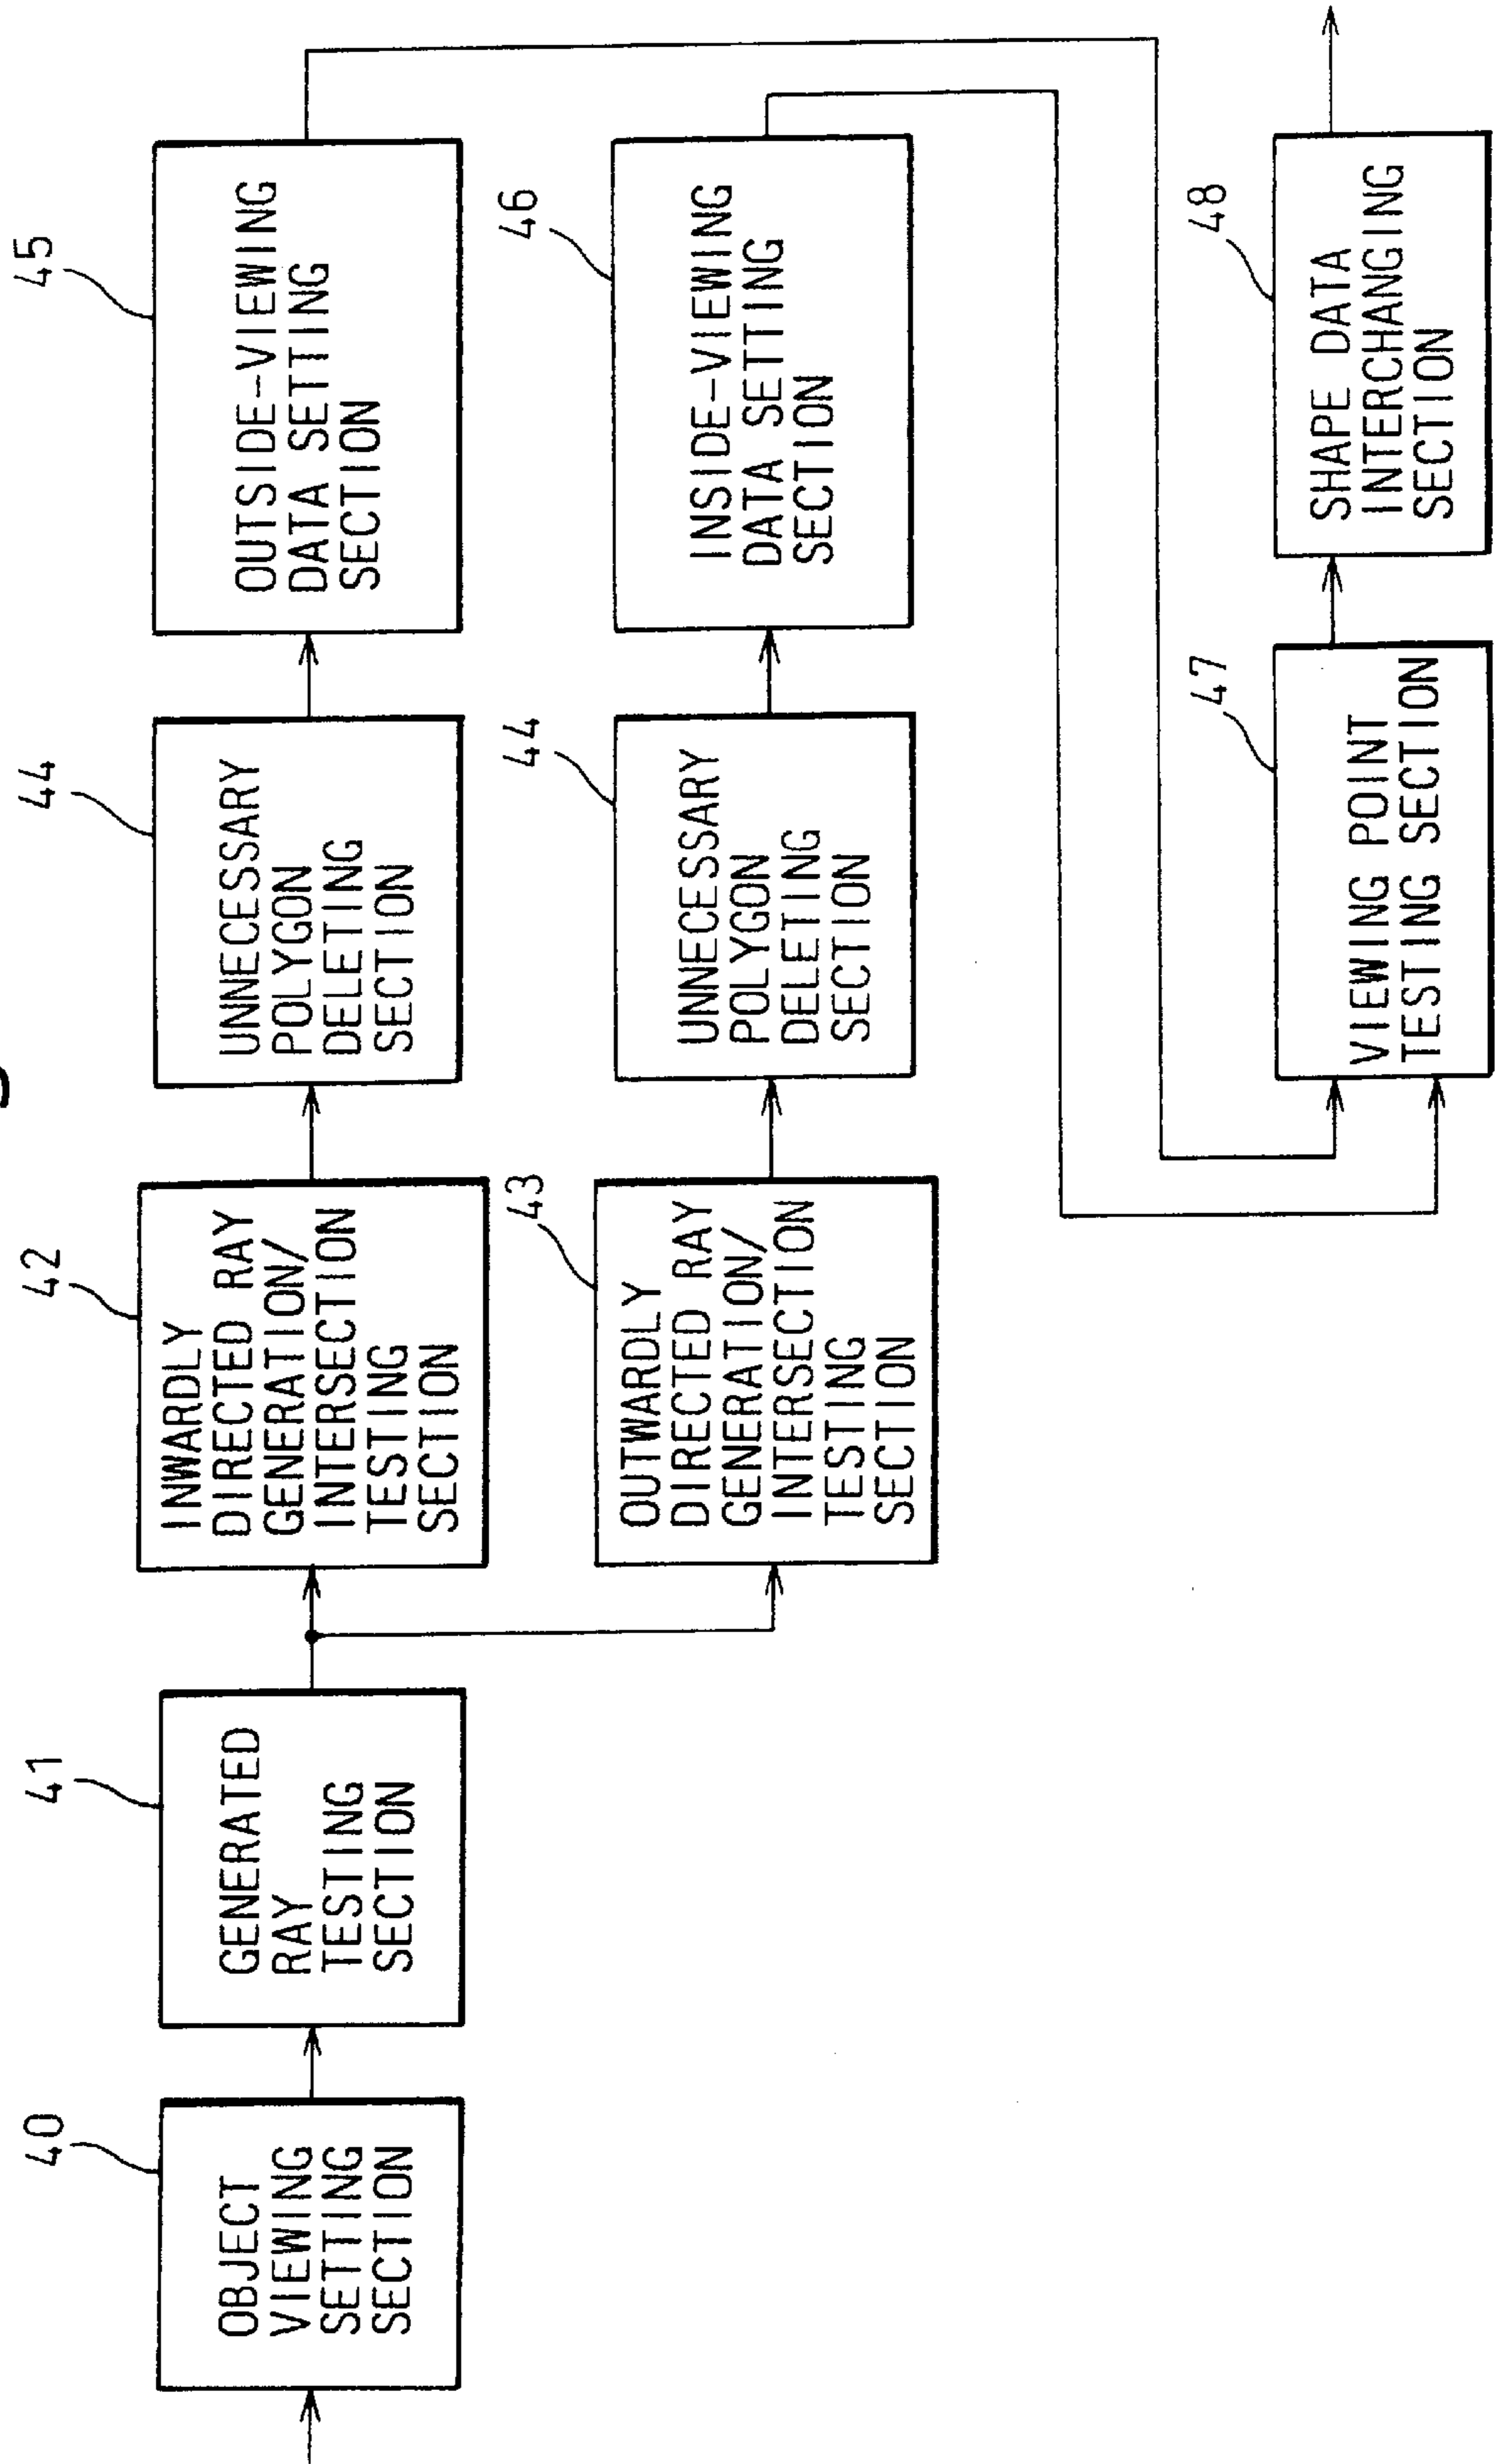 40
OBJECT
VIEWING
SETTING
SECTION
41
GENERATED
RAY
TESTING
SECTION
42
INWARDLY
DIRECTED RAY
GENERATION/
INTERSECTION
TESTING
SECTION
44
UNNECESSARY
POLYGON
DELETING
SECTION
45
OUTSIDE-VIEWING
DATA SETTING
SECTION
43
OUTWARDLY
DIRECTED RAY
GENERATION/
INTERSECTION
TESTING
SECTION
44
UNNECESSARY
POLYGON
DELETING
SECTION
46
INSIDE-VIEWING
DATA SETTING
SECTION
47
VIEWING POINT
TESTING SECTION
48
SHAPE DATA
INTERCHANGING
SECTION